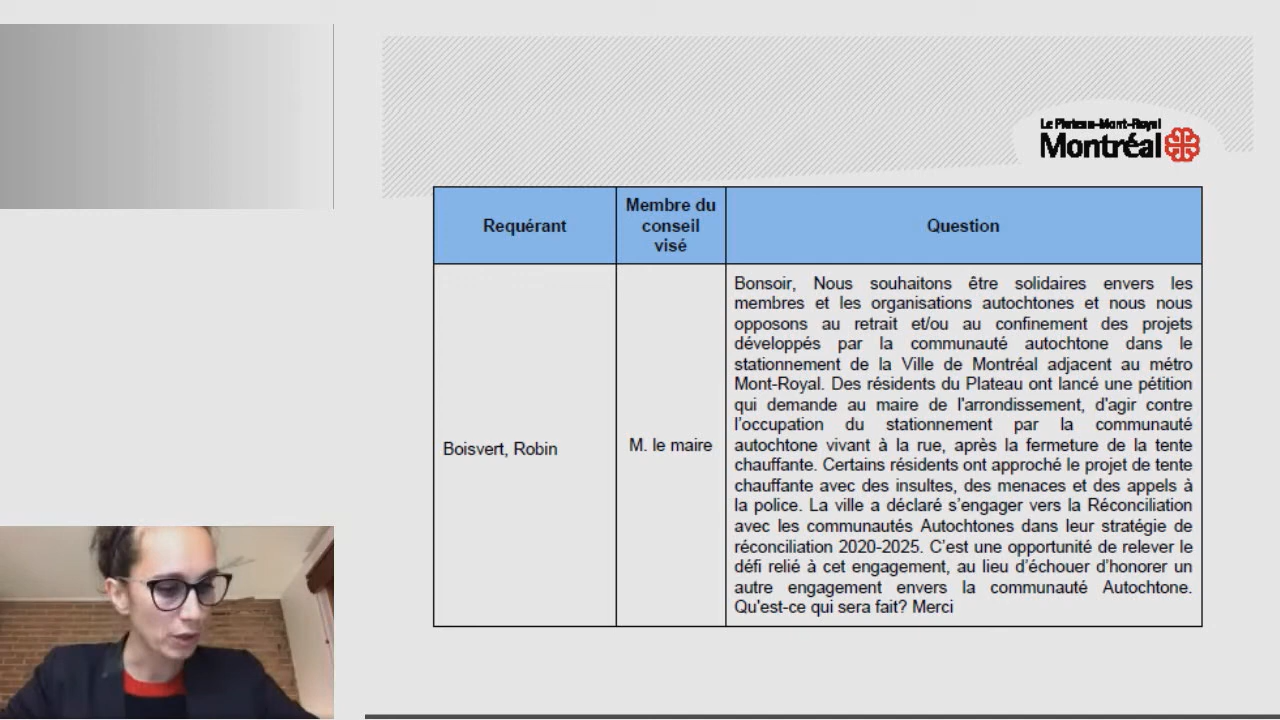 Le Plateau-Mont-Royal
Montréal
Requérant
Membre du
conseil
visé
Question
Boisvert, Robin
M. le maire
Bonsoir, Nous souhaitons être solidaires envers les
membres et les organisations autochtones et nous nous
opposons au retrait et/ou au confinement des projets
développés par la communauté autochtone dans le
stationnement de la Ville de Montréal adjacent au métro
Mont-Royal. Des résidents du Plateau ont lancé une pétition
qui demande au maire de l'arrondissement, d'agir contre
l'occupation du stationnement par la communauté
autochtone vivant à la rue, après la fermeture de la tente
chauffante. Certains résidents ont approché le projet de tente
chauffante avec des insultes, des menaces et des appels à
la police. La ville a déclaré s'engager vers la Réconciliation
avec les communautés Autochtones dans leur stratégie de
réconciliation 2020-2025. C'est une opportunité de relever le
défi relié à cet engagement, au lieu d'échouer d'honorer un
autre engagement envers la communauté Autochtone.
Qu'est-ce qui sera fait? Merci